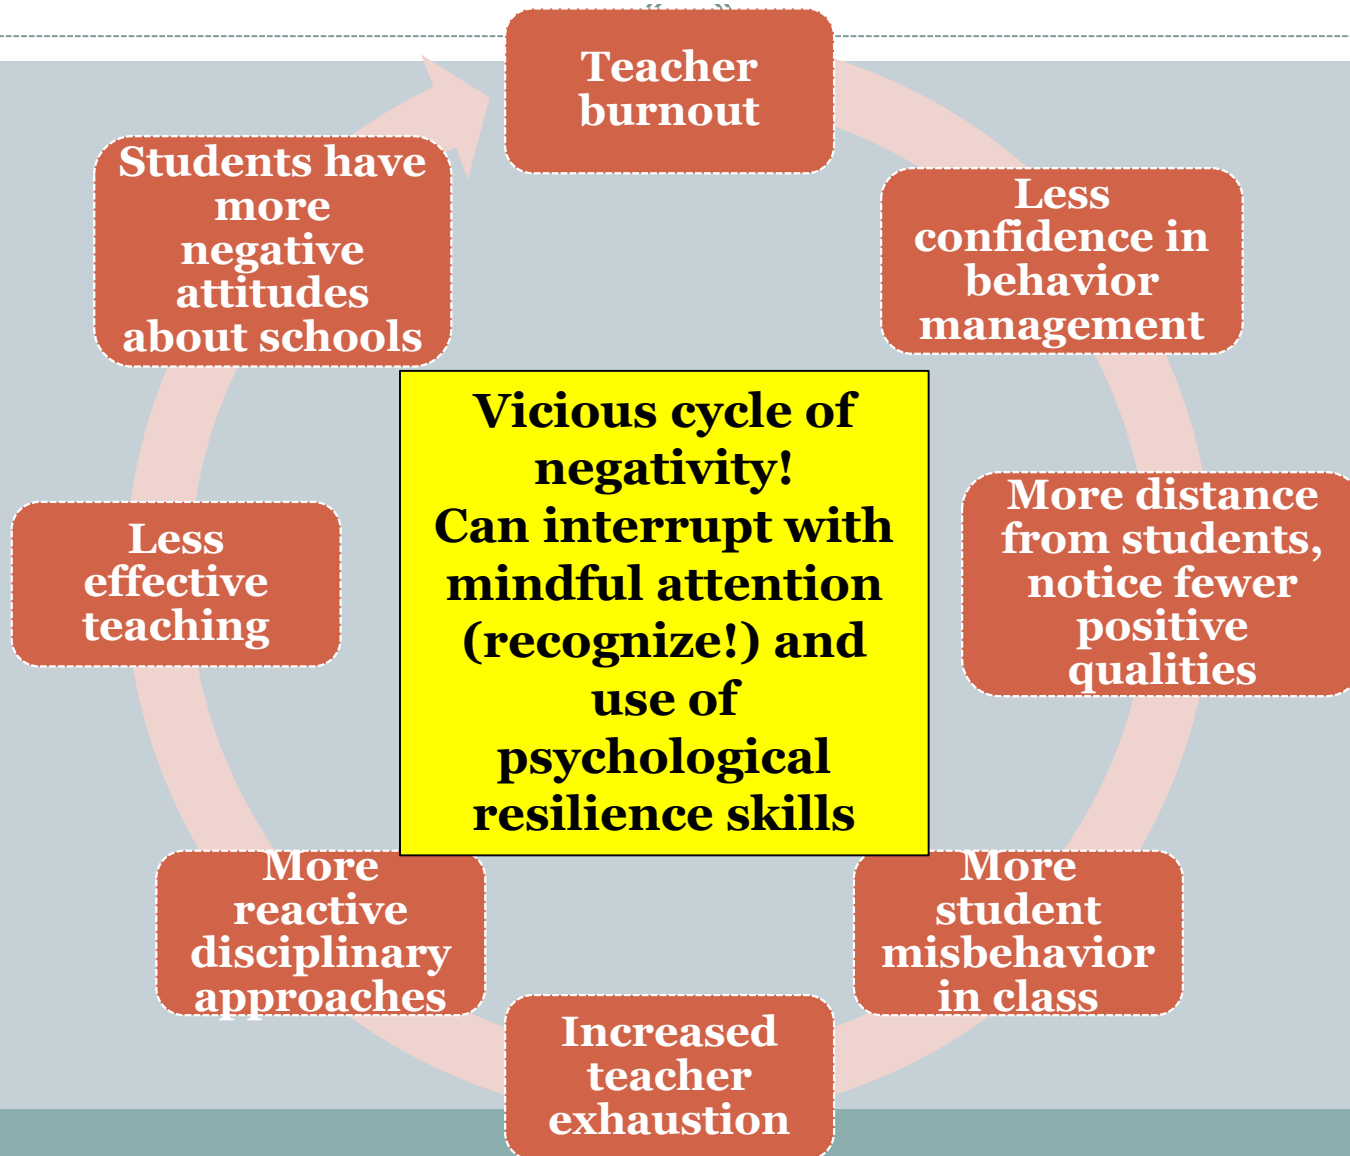 Teacher
burnout
Less
confidence in
behavior
management
More distance
from students,
notice fewer
positive
qualities
More
student
misbehavior
in class
Increased
teacher
exhaustion
More
reactive
disciplinary
approaches
Less
effective
teaching
Students have
more
negative
attitudes
about schools
Vicious cycle of
negativity!
Can interrupt with
mindful attention
(recognize!) and
use of
psychological
resilience skills